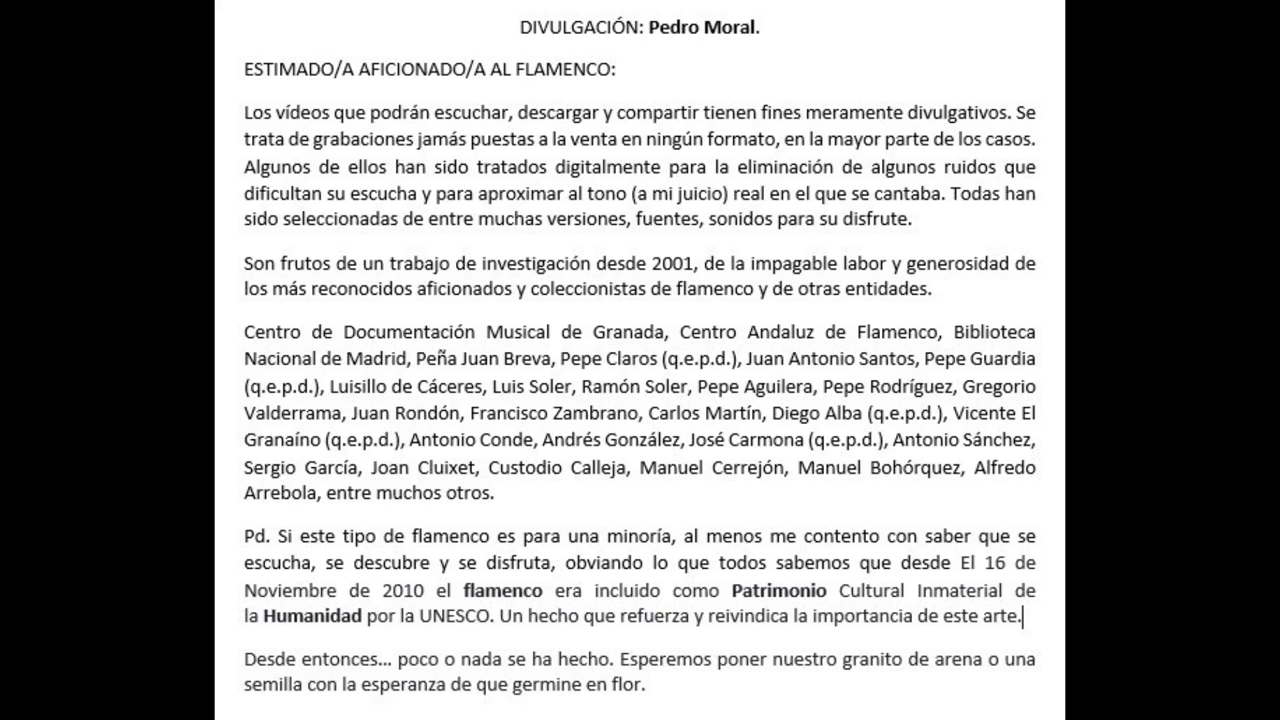 DIVULGACIÓN: Pedro Moral.
ESTIMADO/A AFICIONADO/A AL FLAMENCO:
Los vídeos que podrán escuchar, descargar y compartir tienen fines meramente divulgativos. Se
trata de grabaciones jamás puestas a la venta en ningún formato, en la mayor parte de los casos.
Algunos de ellos han sido tratados digitalmente para la eliminación de algunos ruidos que
dificultan su escucha y para aproximar al tono (a mi juicio) real en el que se cantaba. Todas han
sido seleccionadas de entre muchas versiones, fuentes, sonidos para su disfrute.
Son frutos de un trabajo de investigación desde 2001, de la impagable labor y generosidad de
los más reconocidos aficionados y coleccionistas de flamenco y de otras entidades.
Centro de Documentación Musical de Granada, Centro Andaluz de Flamenco, Biblioteca
Nacional de Madrid, Peña Juan Breva, Pepe Claros (q.e.p.d.), Juan Antonio Santos, Pepe Guardia
(q.e.p.d.), Luisillo de Cáceres, Luis Soler, Ramón Soler, Pepe Aguilera, Pepe Rodríguez, Gregorio
Valderrama, Juan Rondón, Francisco Zambrano, Carlos Martín, Diego Alba (q.e.p.d.), Vicente El
Granaíno (q.e.p.d.), Antonio Conde, Andrés González, José Carmona (q.e.p.d.), Antonio Sánchez,
Sergio García, Joan Cluixet, Custodio Calleja, Manuel Cerrejón, Manuel Bohórquez, Alfredo
Arrebola, entre muchos otros.
Pd. Si este tipo de flamenco es para una minoría, al menos me contento con saber que se
escucha, se descubre y se disfruta, obviando lo que todos sabemos que desde El 16 de
Noviembre de 2010 el flamenco era incluido como Patrimonio Cultural Inmaterial de
la Humanidad por la UNESCO. Un hecho que refuerza y reivindica la importancia de este arte.
Desde entonces... poco o nada se ha hecho. Esperemos poner nuestro granito de arena o una
semilla con la esperanza de que germine en flor.